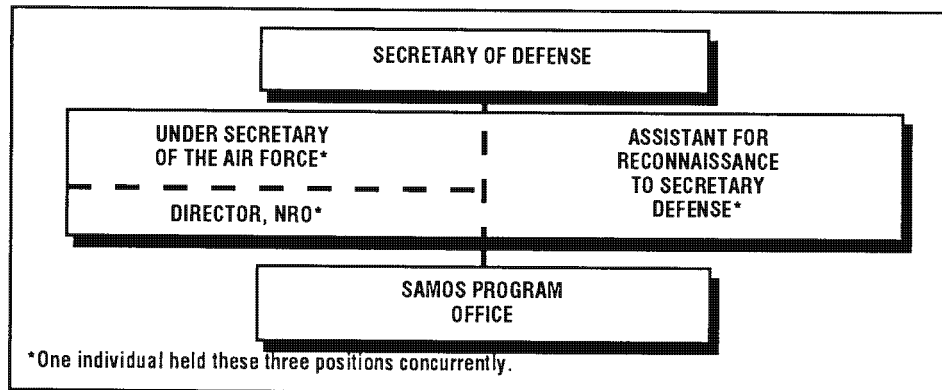 SECRETARY OF DEFENSE
UNDER SECRETARY
OF THE AIR FORCE*
DIRECTOR, NRO*
ASSISTANT FOR
RECONNAISSANCE
TO SECRETARY
DEFENSE*
SAMOS PROGRAM
OFFICE
*One individual held these three positions concurrently.